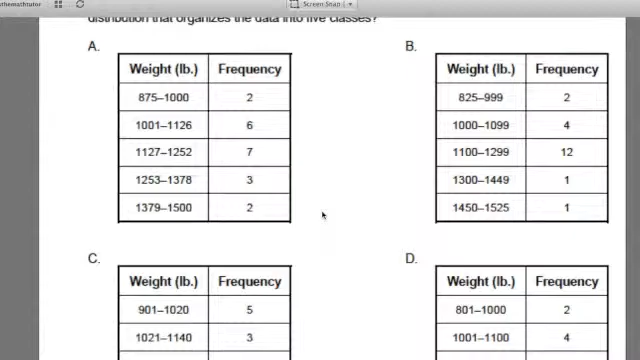 themathtutor
Screen Snap
distribution that organizes the data into five classes?
A.
Weight (lb.) Frequency
875–1000 2
1001–1126 6
1127–1252 7
1253–1378 3
1379–1500 2
B.
Weight (lb.) Frequency
825–999 2
1000–1099 4
1100–1299 12
1300–1449 1
1450–1525 1
C.
Weight (lb.) Frequency
901–1020 5
1021–1140 3
D.
Weight (lb.) Frequency
801–1000 2
1001–1100 4